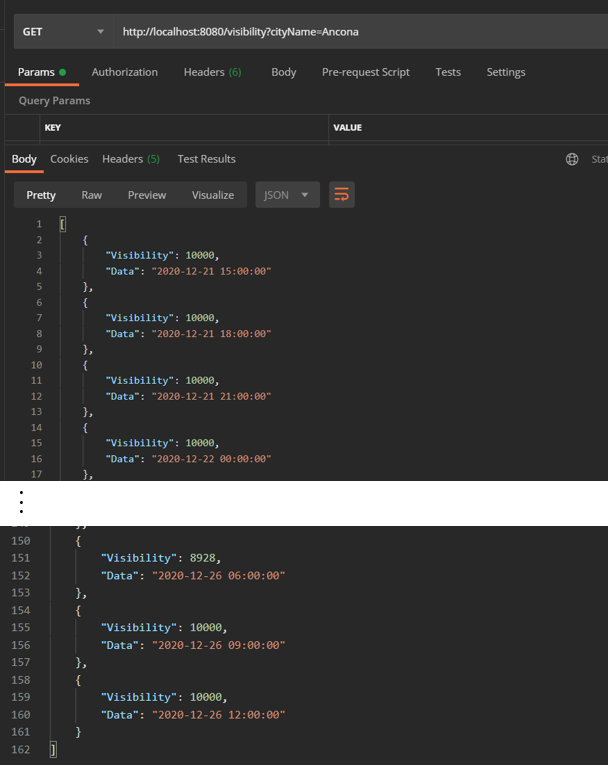 GET http://localhost:8080/visibility?cityName=Ancona
Params Authorization Headers (6) Body Pre-request Script Tests Settings
Query Params
KEY VALUE
Body Cookies Headers (5) Test Results Stat
Pretty Raw Preview Visualize JSON
1 [
2 {
3 "Visibility": 10000,
4 "Data": "2020-12-21 15:00:00"
5 },
6 {
7 "Visibility": 10000,
8 "Data": "2020-12-21 18:00:00"
9 },
10 {
11 "Visibility": 10000,
12 "Data": "2020-12-21 21:00:00"
13 },
14 {
15 "Visibility": 10000,
16 "Data": "2020-12-22 00:00:00"
17 },
150 {
151 "Visibility": 8928,
152 "Data": "2020-12-26 06:00:00"
153 },
154 {
155 "Visibility": 10000,
156 "Data": "2020-12-26 09:00:00"
157 },
158 {
159 "Visibility": 10000,
160 "Data": "2020-12-26 12:00:00"
161 }
162 ]